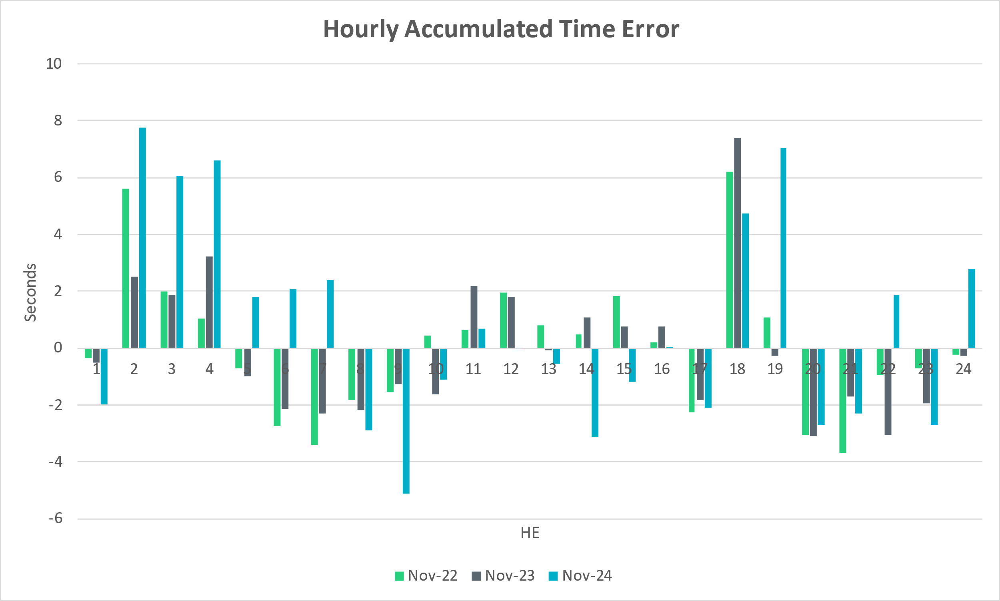 Hourly Accumulated Time Error
10
8
6
4
2
0
-2
-4
-6
Seconds
1 2 3 4 5 6 7 8 9 10 11 12 13 14 15 16 17 18 19 20 21 22 23 24
HE
Nov-22 Nov-23 Nov-24